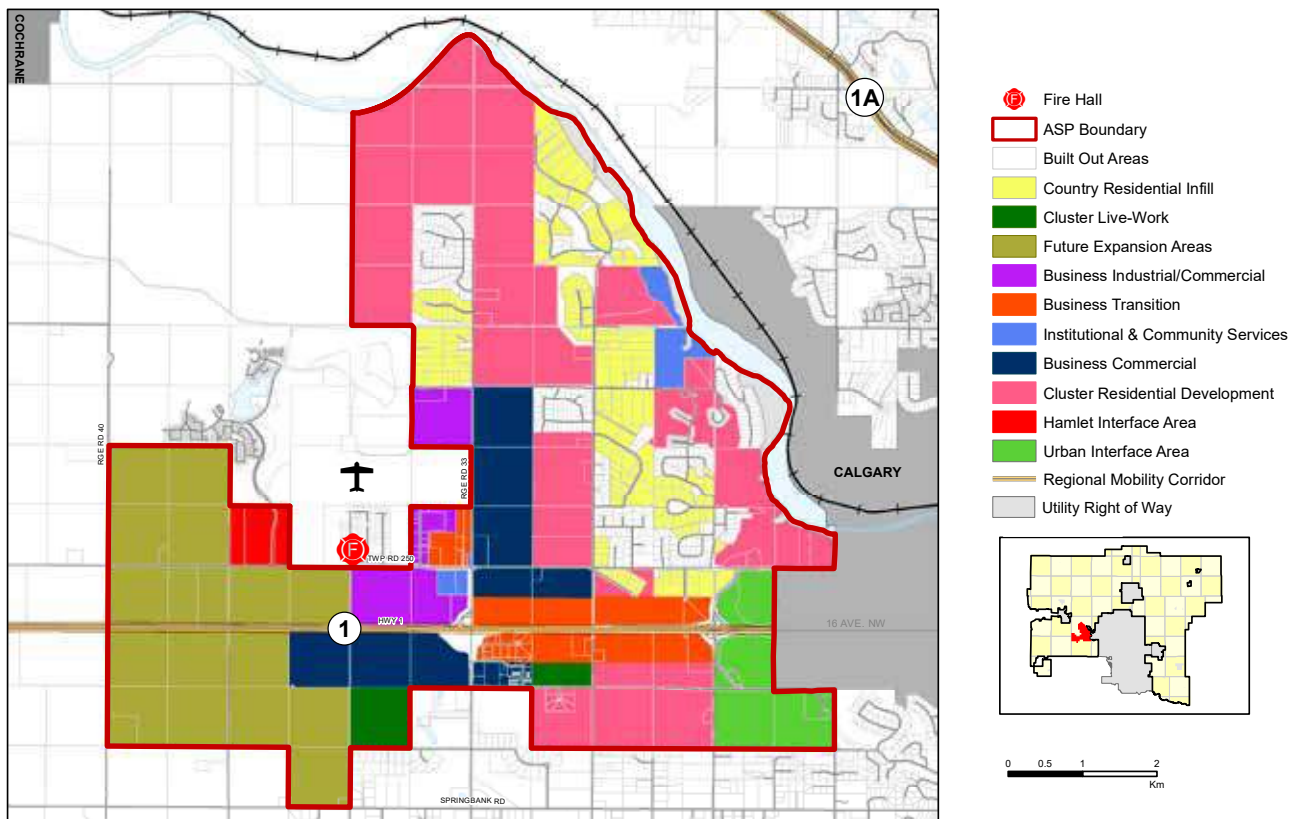 COCHRANE
1A
RGE RD 40
RGE RD 33
CALGARY
F
TWP RD 250
HWY 1
1
16 AVE. NW
SPRINGBANK RD
F
Fire Hall
ASP Boundary
Built Out Areas
Country Residential Infill
Cluster Live-Work
Future Expansion Areas
Business Industrial/Commercial
Business Transition
Institutional & Community Services
Business Commercial
Cluster Residential Development
Hamlet Interface Area
Urban Interface Area
Regional Mobility Corridor
Utility Right of Way
0 0.5 1 2
Km